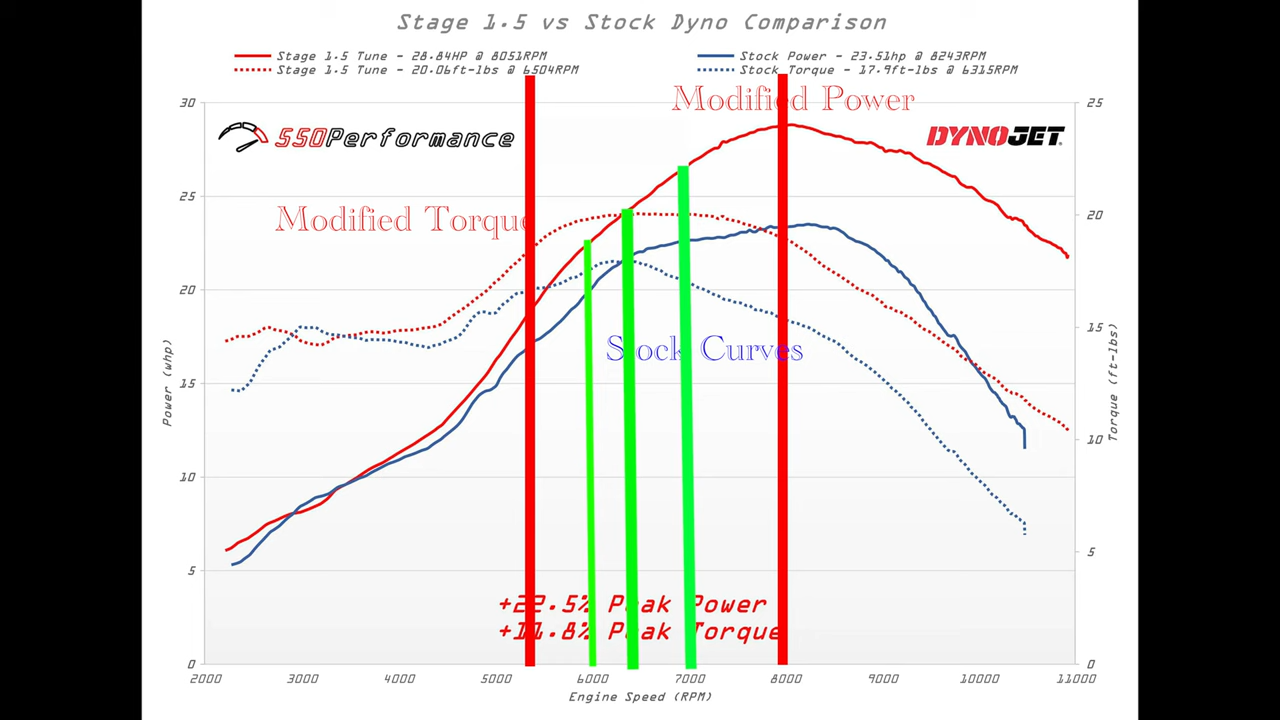 Stage 1.5 vs Stock Dyno Comparison
Stage 1.5 Tune - 28.84HP @ 8051RPM
Stage 1.5 Tune - 20.06ft-lbs @ 6504RPM
Stock Power - 23.51hp @ 8243RPM
Stock Torque - 17.9ft-lbs @ 6315RPM
Modified Power
550Performance
DYNOJET
Modified Torque
Stock Curves
+22.5% Peak Power
+11.8% Peak Torque
Power (whp)
30
25
20
15
10
5
0
Torque (ft-lbs)
25
20
15
10
5
0
2000 3000 4000 5000 6000 7000 8000 9000 10000 11000
Engine Speed (RPM)